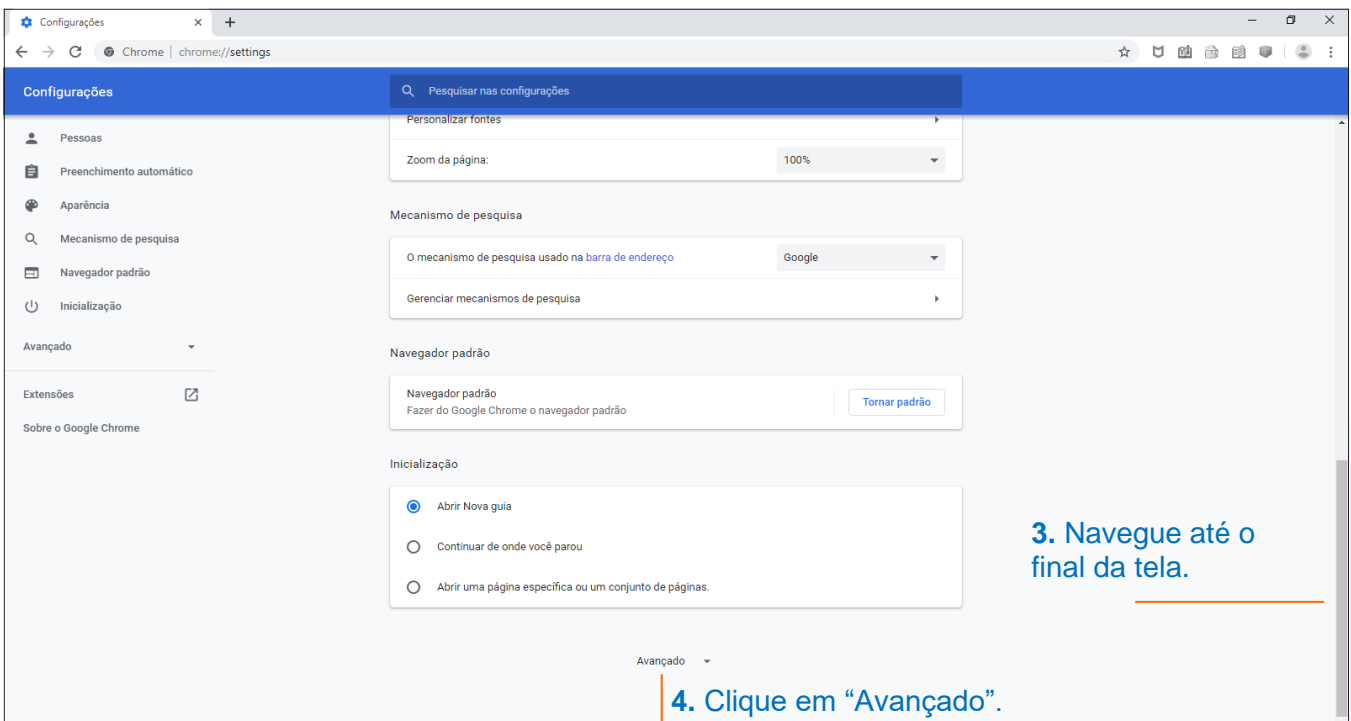 Configurações
Chrome | chrome://settings
Configurações
Pesquisar nas configurações
Pessoas
Preenchimento automático
Aparência
Mecanismo de pesquisa
Navegador padrão
Inicialização
Avançado
Extensões
Sobre o Google Chrome
Personalizar fontes
Zoom da página: 100%
Mecanismo de pesquisa
O mecanismo de pesquisa usado na barra de endereço Google
Gerenciar mecanismos de pesquisa
Navegador padrão
Navegador padrão
Fazer do Google Chrome o navegador padrão
Tornar padrão
Inicialização
Abrir Nova guia
Continuar de onde você parou
Abrir uma página específica ou um conjunto de páginas.
Avançado
3. Navegue até o
final da tela.
4. Clique em “Avançado”.